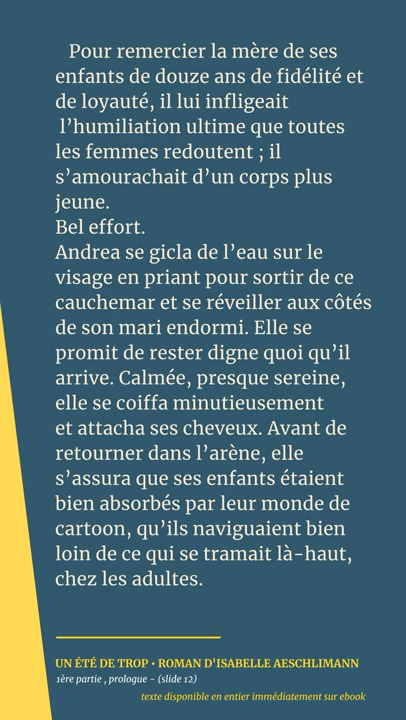 Pour remercier la mère de ses
enfants de douze ans de fidélité et
de loyauté, il lui infligeait
l’humiliation ultime que toutes
les femmes redoutent ; il
s’amourachait d’un corps plus
jeune.
Bel effort.
Andrea se gicla de l’eau sur le
visage en priant pour sortir de ce
cauchemar et se réveiller aux côtés
de son mari endormi. Elle se
promit de rester digne quoi qu’il
arrive. Calmée, presque sereine,
elle se coiffa minutieusement
et attacha ses cheveux. Avant de
retourner dans l’arène, elle
s’assura que ses enfants étaient
bien absorbés par leur monde de
cartoon, qu’ils naviguaient bien
loin de ce qui se tramait là-haut,
chez les adultes.
UN ÉTÉ DE TROP • ROMAN D'ISABELLE AESCHLIMANN
1ère partie , prologue - (slide 12)
texte disponible en entier immédiatement sur ebook